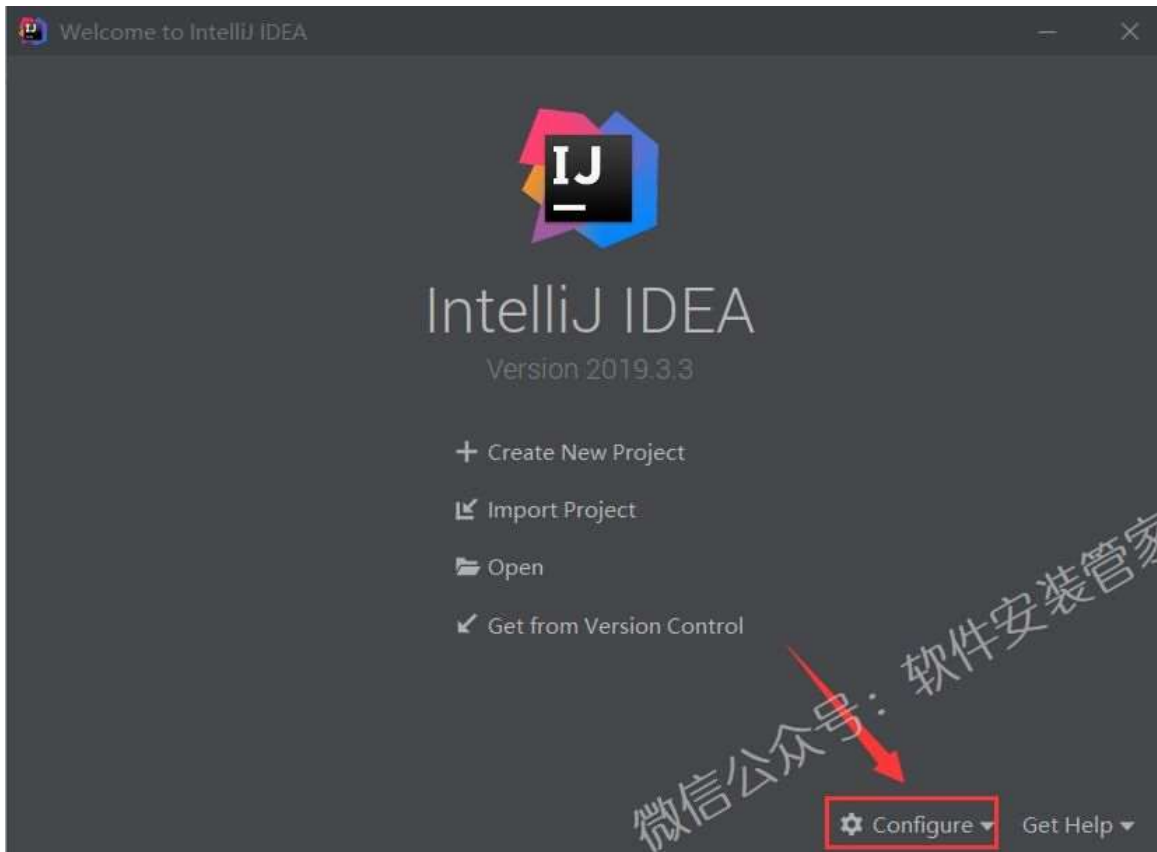 Welcome to IntelliJ IDEA
IJ
IntelliJ IDEA
Version 2019.3.3
Create New Project
Import Project
Open
Get from Version Control
微信公众号：软件安装管家
Configure
Get Help